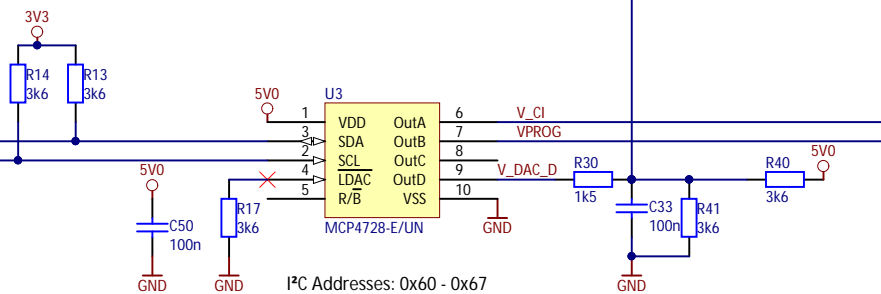 3V3
R14
3k6
R13
3k6
5V0
U3
1
VDD
3
SDA
2
SCL
4
LDAC
5
R/B
OutA
6
V_CI
OutB
7
VPROG
OutC
8
OutD
9
V_DAC_D
VSS
10
MCP4728-E/UN
GND
R30
1k5
R40
3k6
5V0
C33
100n
R41
3k6
GND
5V0
C50
100n
GND
R17
3k6
GND
I²C Addresses: 0x60 - 0x67